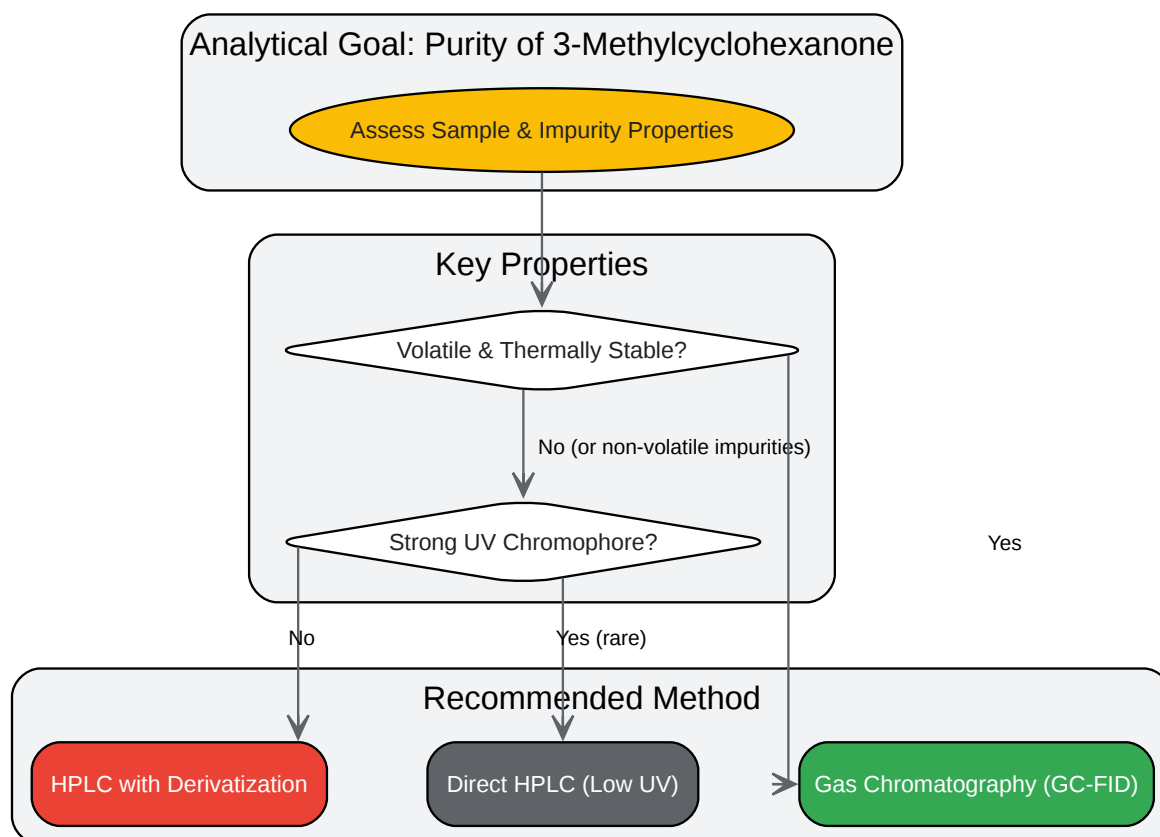 Analytical Goal: Purity of 3-Methylcyclohexanone
Assess Sample & Impurity Properties
Key Properties
Volatile & Thermally Stable?
No (or non-volatile impurities)
Strong UV Chromophore?
Yes
No
Yes (rare)
Recommended Method
HPLC with Derivatization
Direct HPLC (Low UV)
Gas Chromatography (GC-FID)